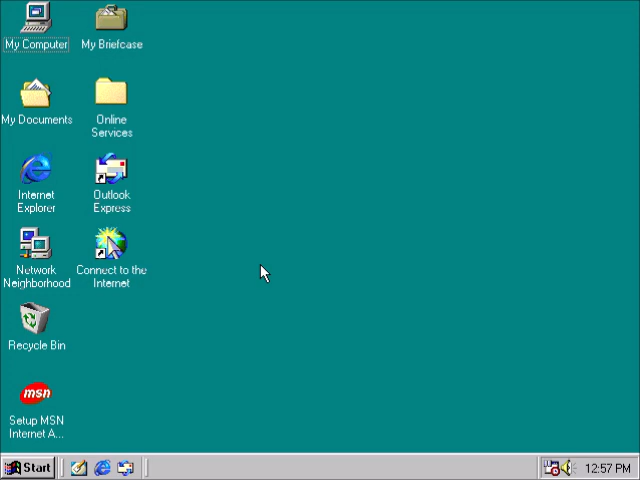 My Computer
My Briefcase
My Documents
Online
Services
Internet
Explorer
Outlook
Express
Network
Neighborhood
Connect to the
Internet
Recycle Bin
msn
Setup MSN
Internet A...
Start
12:57 PM